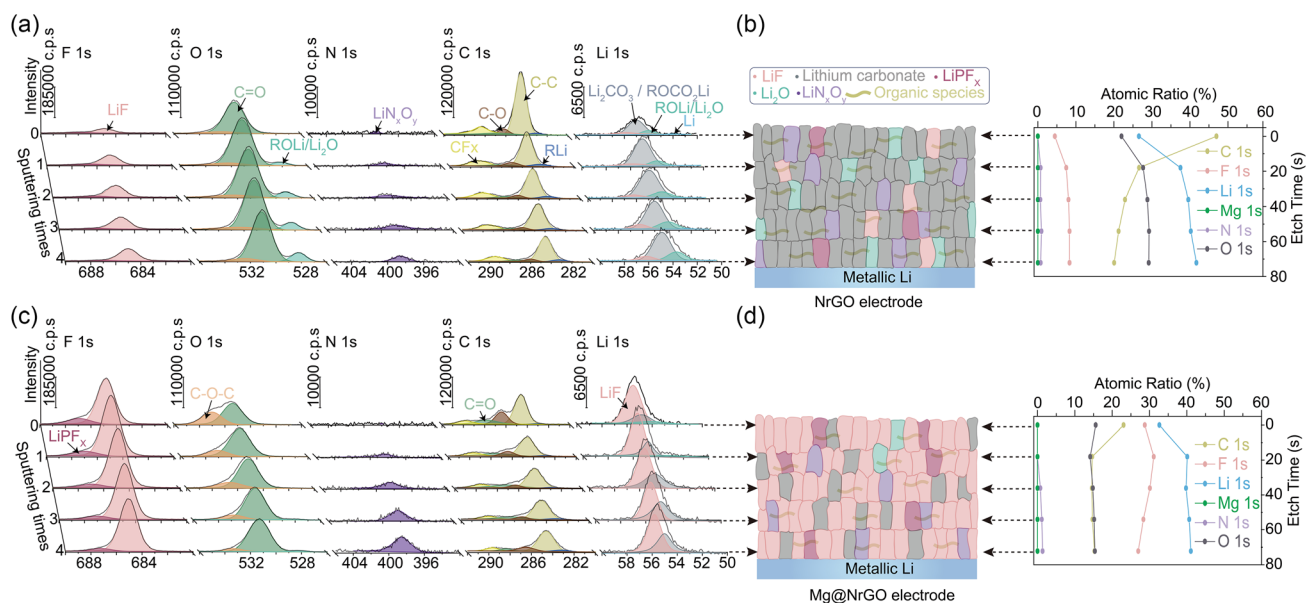 (a)
F 1s
O 1s
N 1s
C 1s
Li 1s
Intensity
185000 c.p.s
110000 c.p.s
10000 c.p.s
120000 c.p.s
6500 c.p.s
LiF
C=O
ROLi/Li₂O
LiNₓOᵧ
C-C
C-O
CFx
RLi
Li₂CO₃ / ROCO₂Li
ROLi/Li₂O
Li
Sputtering times
0
1
2
3
4
688 684
532 528
404 400 396
290 286 282
58 56 54 52 50
(b)
LiF Lithium carbonate LiPFₓ
Li₂O LiNₓOᵧ Organic species
Metallic Li
NrGO electrode
Atomic Ratio (%)
0 10 20 30 40 50 60
0
20
40
60
80
Etch Time (s)
C 1s
F 1s
Li 1s
Mg 1s
N 1s
O 1s
(c)
F 1s
O 1s
N 1s
C 1s
Li 1s
Intensity
185000 c.p.s
110000 c.p.s
10000 c.p.s
120000 c.p.s
6500 c.p.s
LiPFₓ
C-O-C
C=O
LiF
Sputtering times
0
1
2
3
4
688 684
532 528
404 400 396
290 286 282
58 56 54 52 50
(d)
Metallic Li
Mg@NrGO electrode
Atomic Ratio (%)
0 10 20 30 40 50 60
0
20
40
60
80
Etch Time (s)
C 1s
F 1s
Li 1s
Mg 1s
N 1s
O 1s